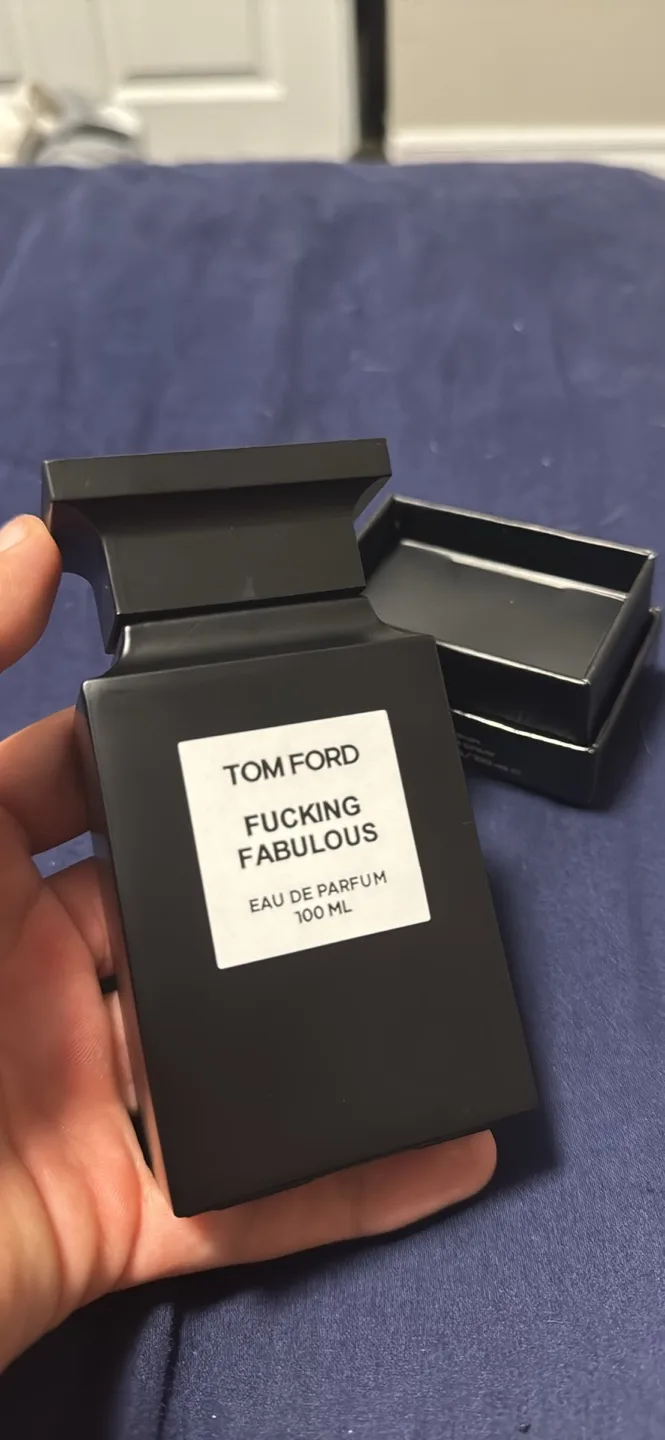 TOM FORD
FUCKING
FABULOUS
EAU DE PARFUM
100 ML